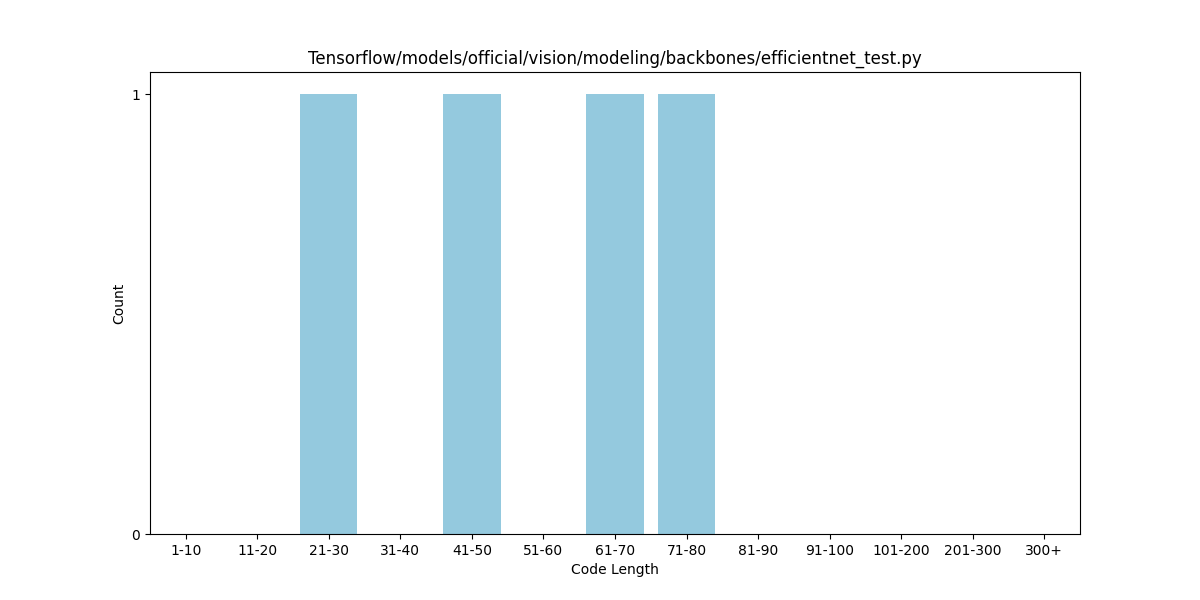 Tensorflow/models/official/vision/modeling/backbones/efficientnet_test.py
1
Count
0
1-10 11-20 21-30 31-40 41-50 51-60 61-70 71-80 81-90 91-100 101-200 201-300 300+
Code Length